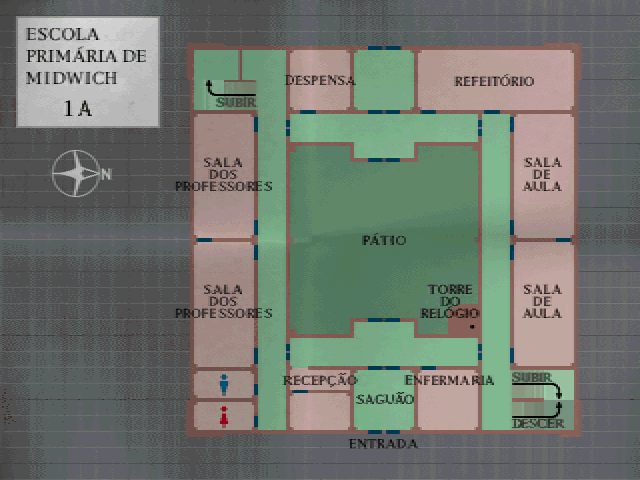 ESCOLA
PRIMÁRIA DE
MIDWICH
1A
N
DESPENSA
REFEITÓRIO
SUBIR
SALA
DOS
PROFESSORES
SALA
DE
AULA
PÁTIO
SALA
DOS
PROFESSORES
TORRE
DO
RELÓGIO
SALA
DE
AULA
RECEPÇÃO
ENFERMARIA
SUBIR
SAGUÃO
DESCER
ENTRADA